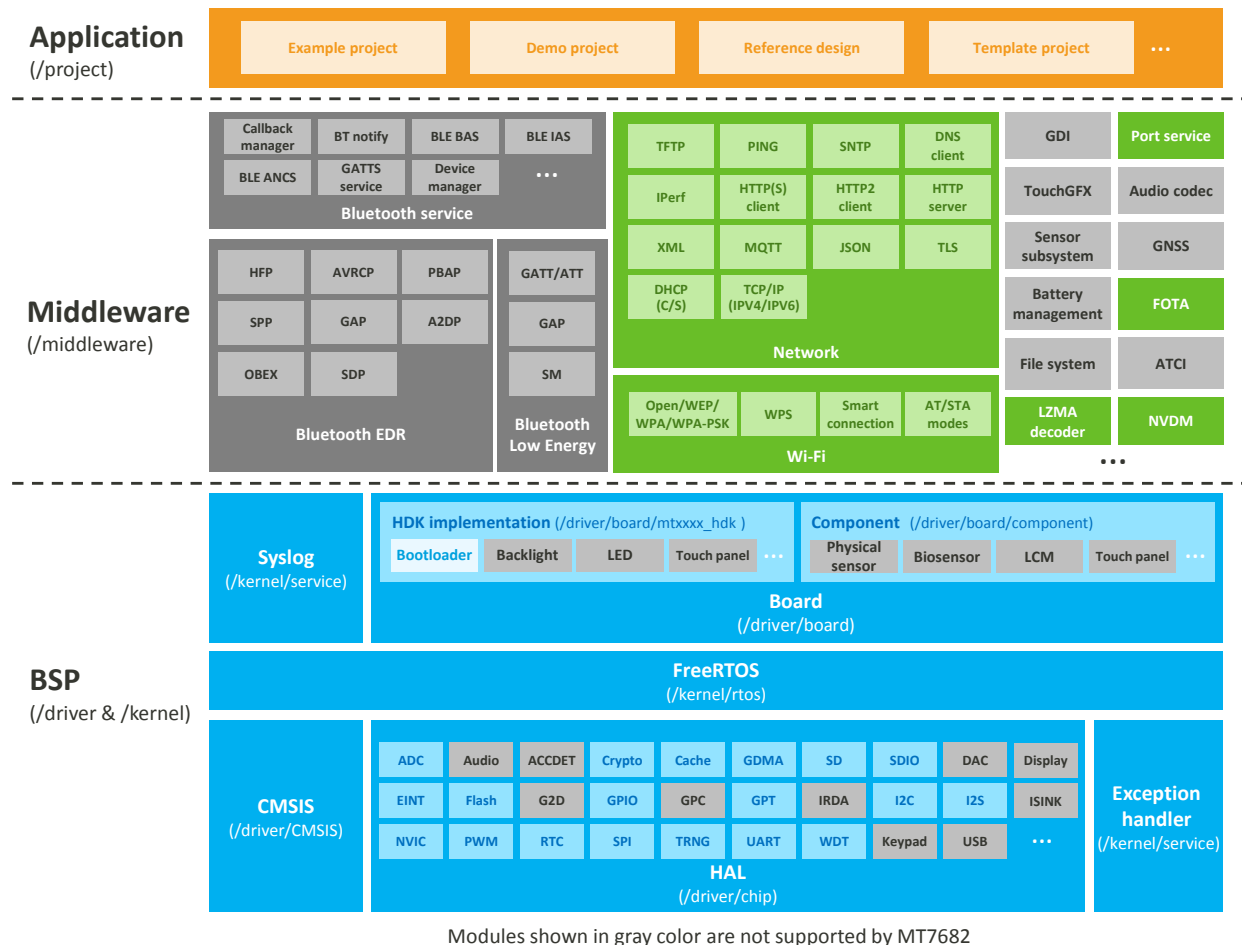 Application
(/project)
Example project
Demo project
Reference design
Template project
...
Middleware
(/middleware)
Callback
manager
BT notify
BLE BAS
BLE IAS
BLE ANCS
GATTS
service
Device
manager
...
Bluetooth service
HFP
AVRCP
PBAP
SPP
GAP
A2DP
OBEX
SDP
Bluetooth EDR
GATT/ATT
GAP
SM
Bluetooth
Low Energy
TFTP
PING
SNTP
DNS
client
IPerf
HTTP(S)
client
HTTP2
client
HTTP
server
XML
MQTT
JSON
TLS
DHCP
(C/S)
TCP/IP
(IPV4/IPV6)
Network
Open/WEP/
WPA/WPA-PSK
WPS
Smart
connection
AT/STA
modes
Wi-Fi
GDI
Port service
TouchGFX
Audio codec
Sensor
subsystem
GNSS
Battery
management
FOTA
File system
ATCI
LZMA
decoder
NVDM
...
BSP
(/driver & /kernel)
Syslog
(/kernel/service)
HDK implementation (/driver/board/mtxxxx_hdk )
Bootloader
Backlight
LED
Touch panel
...
Component (/driver/board/component)
Physical
sensor
Biosensor
LCM
Touch panel
...
Board
(/driver/board)
FreeRTOS
(/kernel/rtos)
CMSIS
(/driver/CMSIS)
ADC
Audio
ACCDET
Crypto
Cache
GDMA
SD
SDIO
DAC
Display
EINT
Flash
G2D
GPIO
GPC
GPT
IRDA
I2C
I2S
ISINK
NVIC
PWM
RTC
SPI
TRNG
UART
WDT
Keypad
USB
...
HAL
(/driver/chip)
Exception
handler
(/kernel/service)
Modules shown in gray color are not supported by MT7682